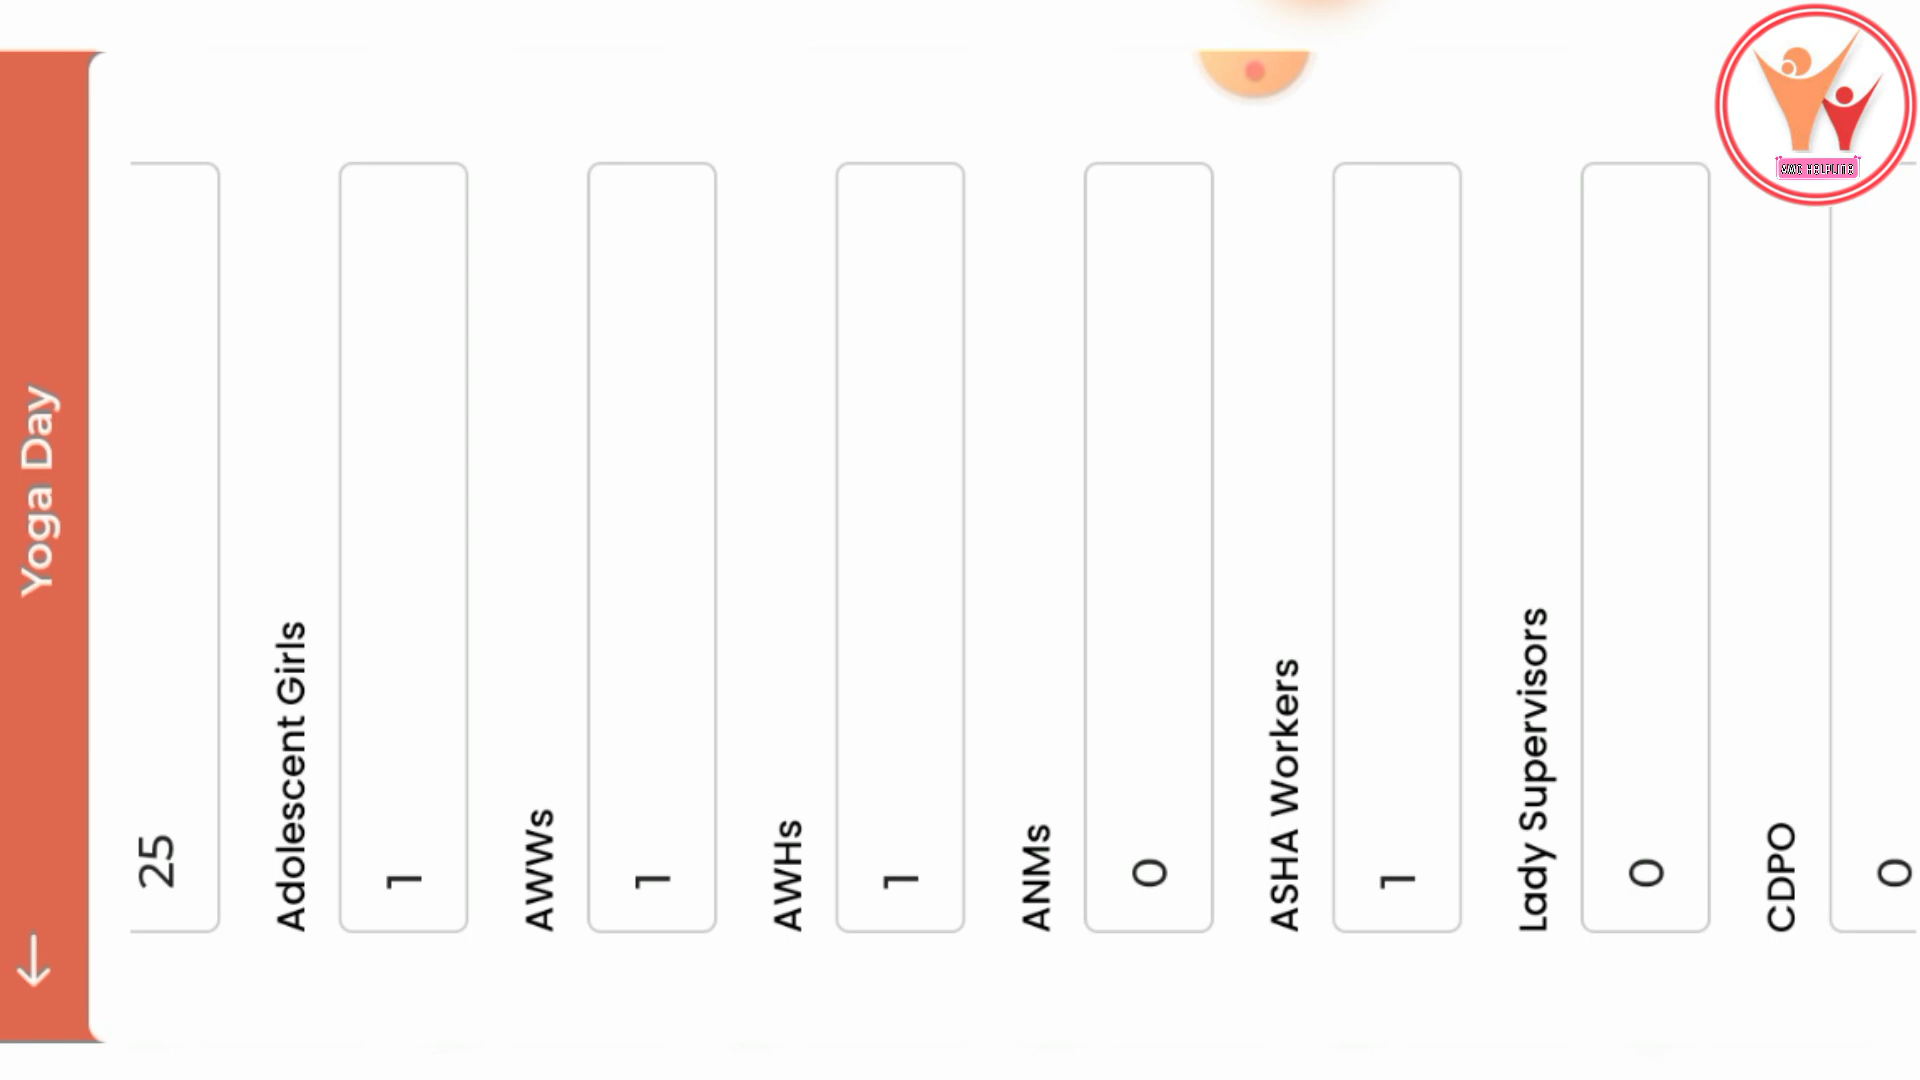 Yoga Day
25
Adolescent Girls
1
AWWs
1
AWHs
1
ANMs
0
ASHA Workers
1
Lady Supervisors
0
CDPO
0